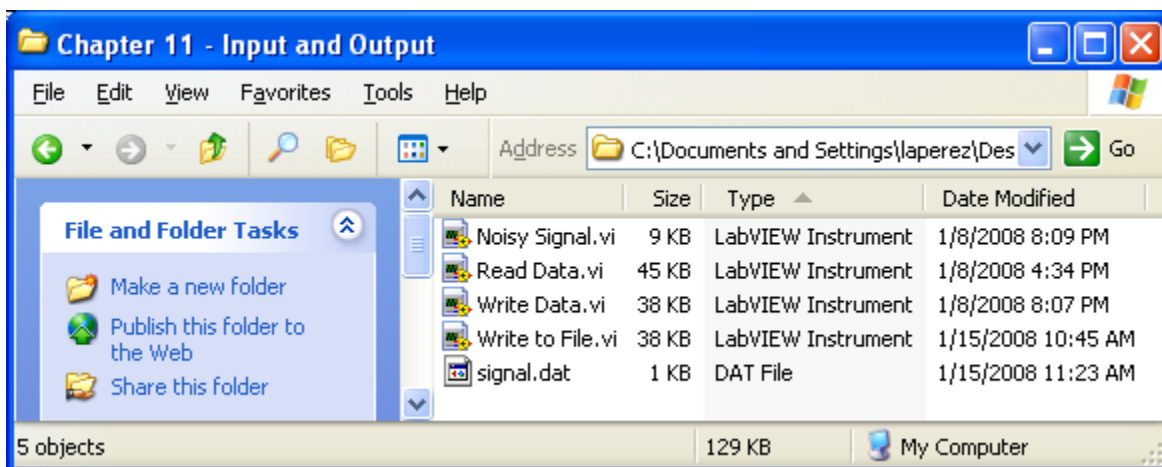 Chapter 11 - Input and Output
File Edit View Favorites Tools Help
Address C:\Documents and Settings\laperez\Des Go
File and Folder Tasks
Make a new folder
Publish this folder to
the Web
Share this folder
Name Size Type Date Modified
Noisy Signal.vi 9 KB LabVIEW Instrument 1/8/2008 8:09 PM
Read Data.vi 45 KB LabVIEW Instrument 1/8/2008 4:34 PM
Write Data.vi 38 KB LabVIEW Instrument 1/8/2008 8:07 PM
Write to File.vi 38 KB LabVIEW Instrument 1/15/2008 10:45 AM
signal.dat 1 KB DAT File 1/15/2008 11:23 AM
5 objects 129 KB My Computer